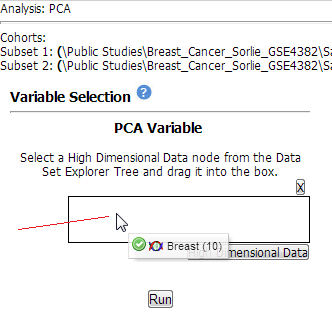 Analysis: PCA
Cohorts:
Subset 1: (\Public Studies\Breast_Cancer_Sorlie_GSE4382\Sa
Subset 2: (\Public Studies\Breast_Cancer_Sorlie_GSE4382\Sa
Variable Selection ?
PCA Variable
Select a High Dimensional Data node from the Data
Set Explorer Tree and drag it into the box.
X
Breast (10)
High Dimensional Data
Run